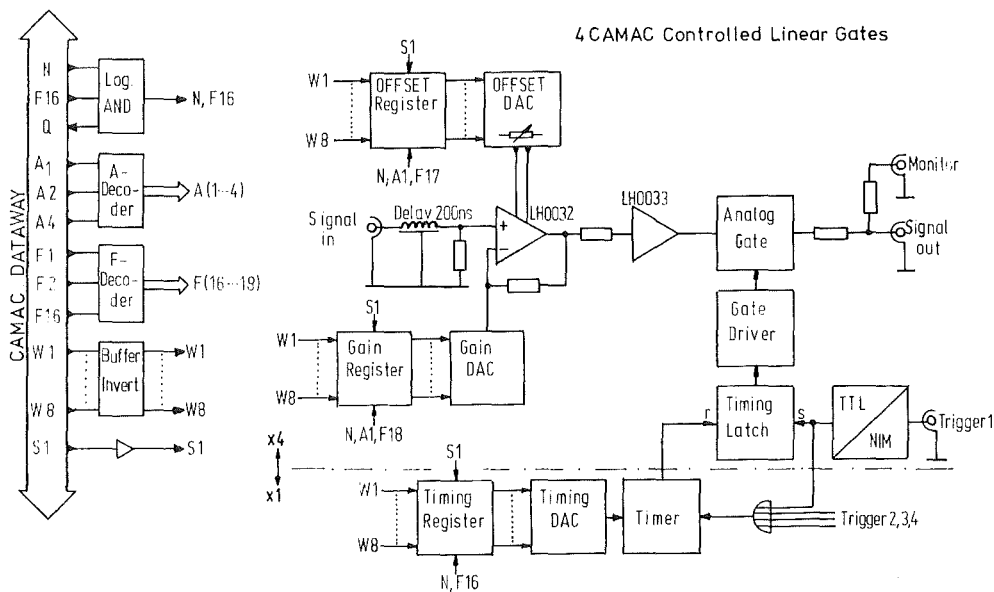 4 CAMAC Controlled Linear Gates
CAMAC DATAWAY
N
F16
Q
Log.
AND
N, F16
A1
A2
A4
A-
Deco-
der
A (1--4)
F1
F2
F16
F-
Deco-
der
F (16--19)
W1
W8
Buffer
Invert
W1
W8
S1
S1
S1
W1
W8
OFFSET
Register
N, A1, F17
OFFSET
DAC
Signal
in
Delay 200ns
+
−
LH0032
LH0033
Analog
Gate
Monitor
Signal
out
Gate
Driver
S1
W1
W8
Gain
Register
N, A1, F18
Gain
DAC
r
Timing
Latch
s
TTL
NIM
Trigger 1
x4
x1
S1
W1
W8
Timing
Register
N, F16
Timing
DAC
Timer
Trigger 2,3,4